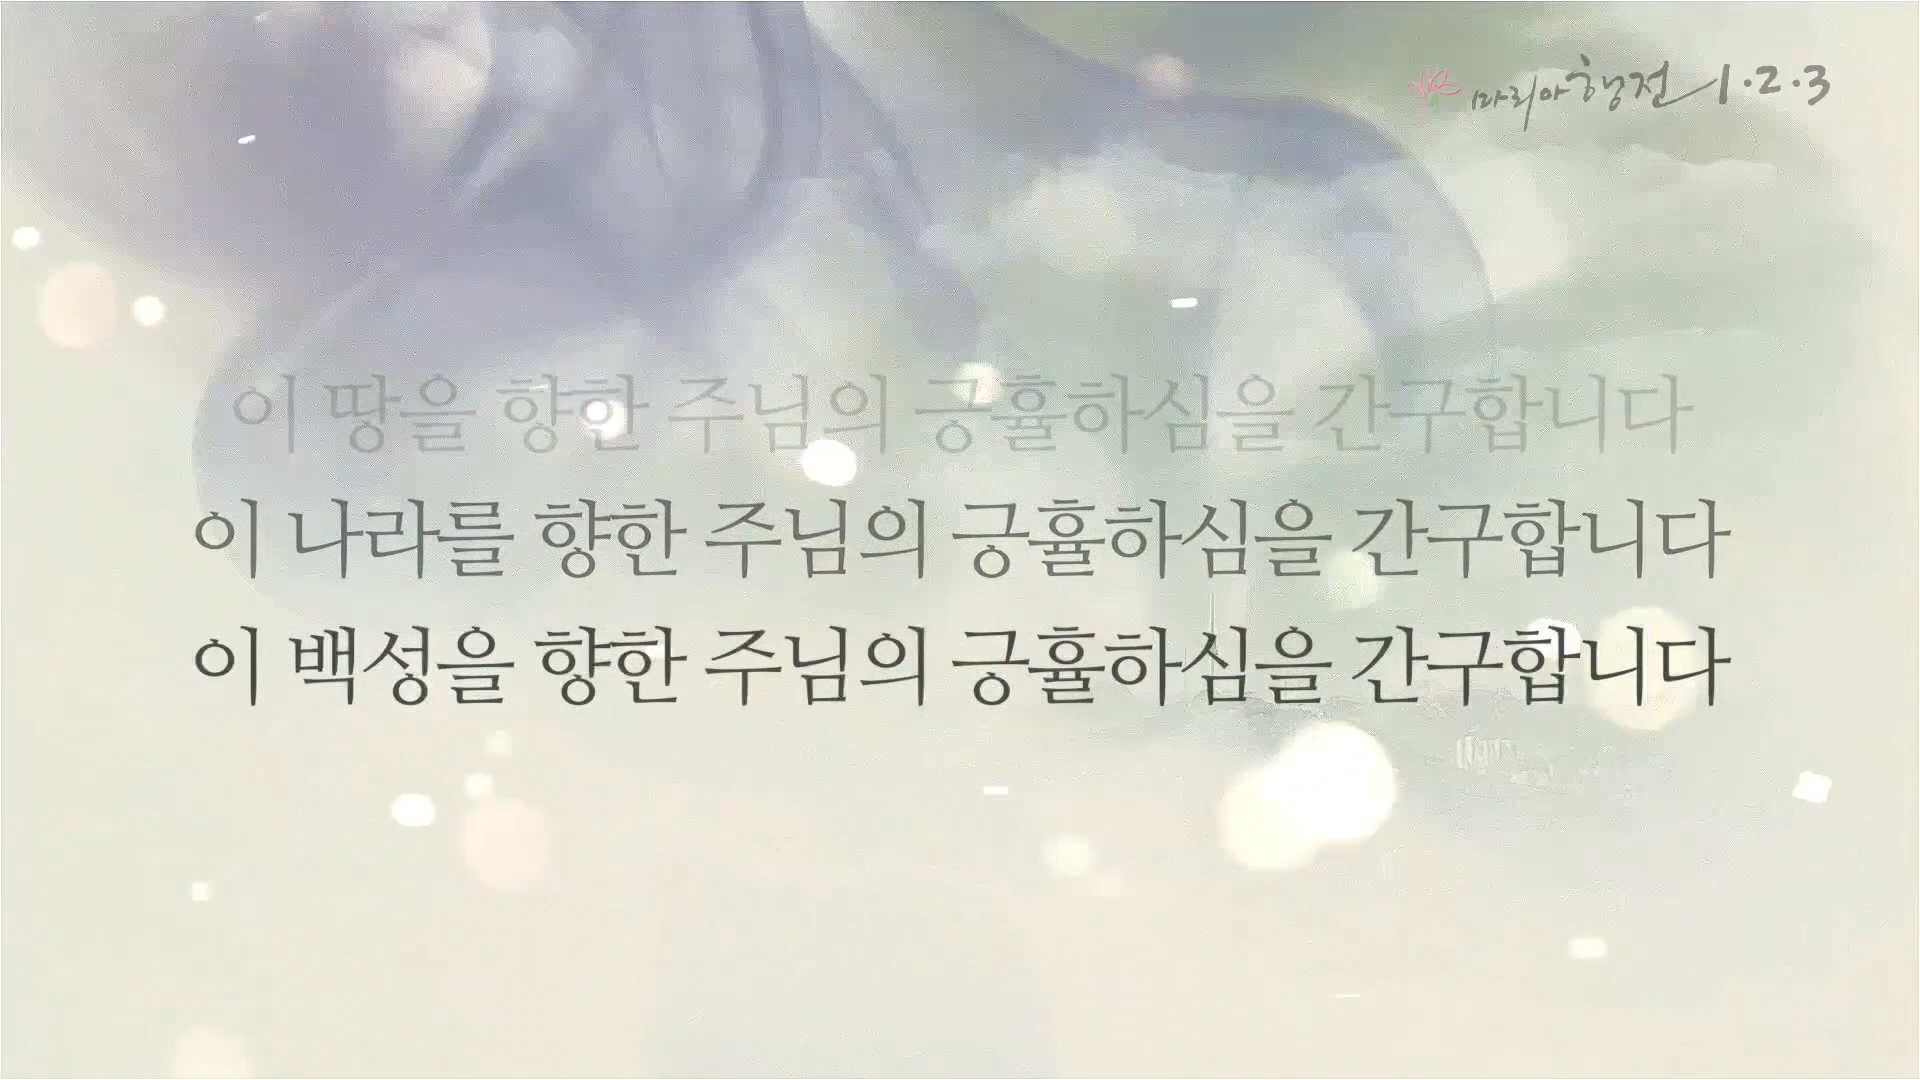 마리아행전 1·2·3
이 땅을 향한 주님의 긍휼하심을 간구합니다
이 나라를 향한 주님의 긍휼하심을 간구합니다
이 백성을 향한 주님의 긍휼하심을 간구합니다